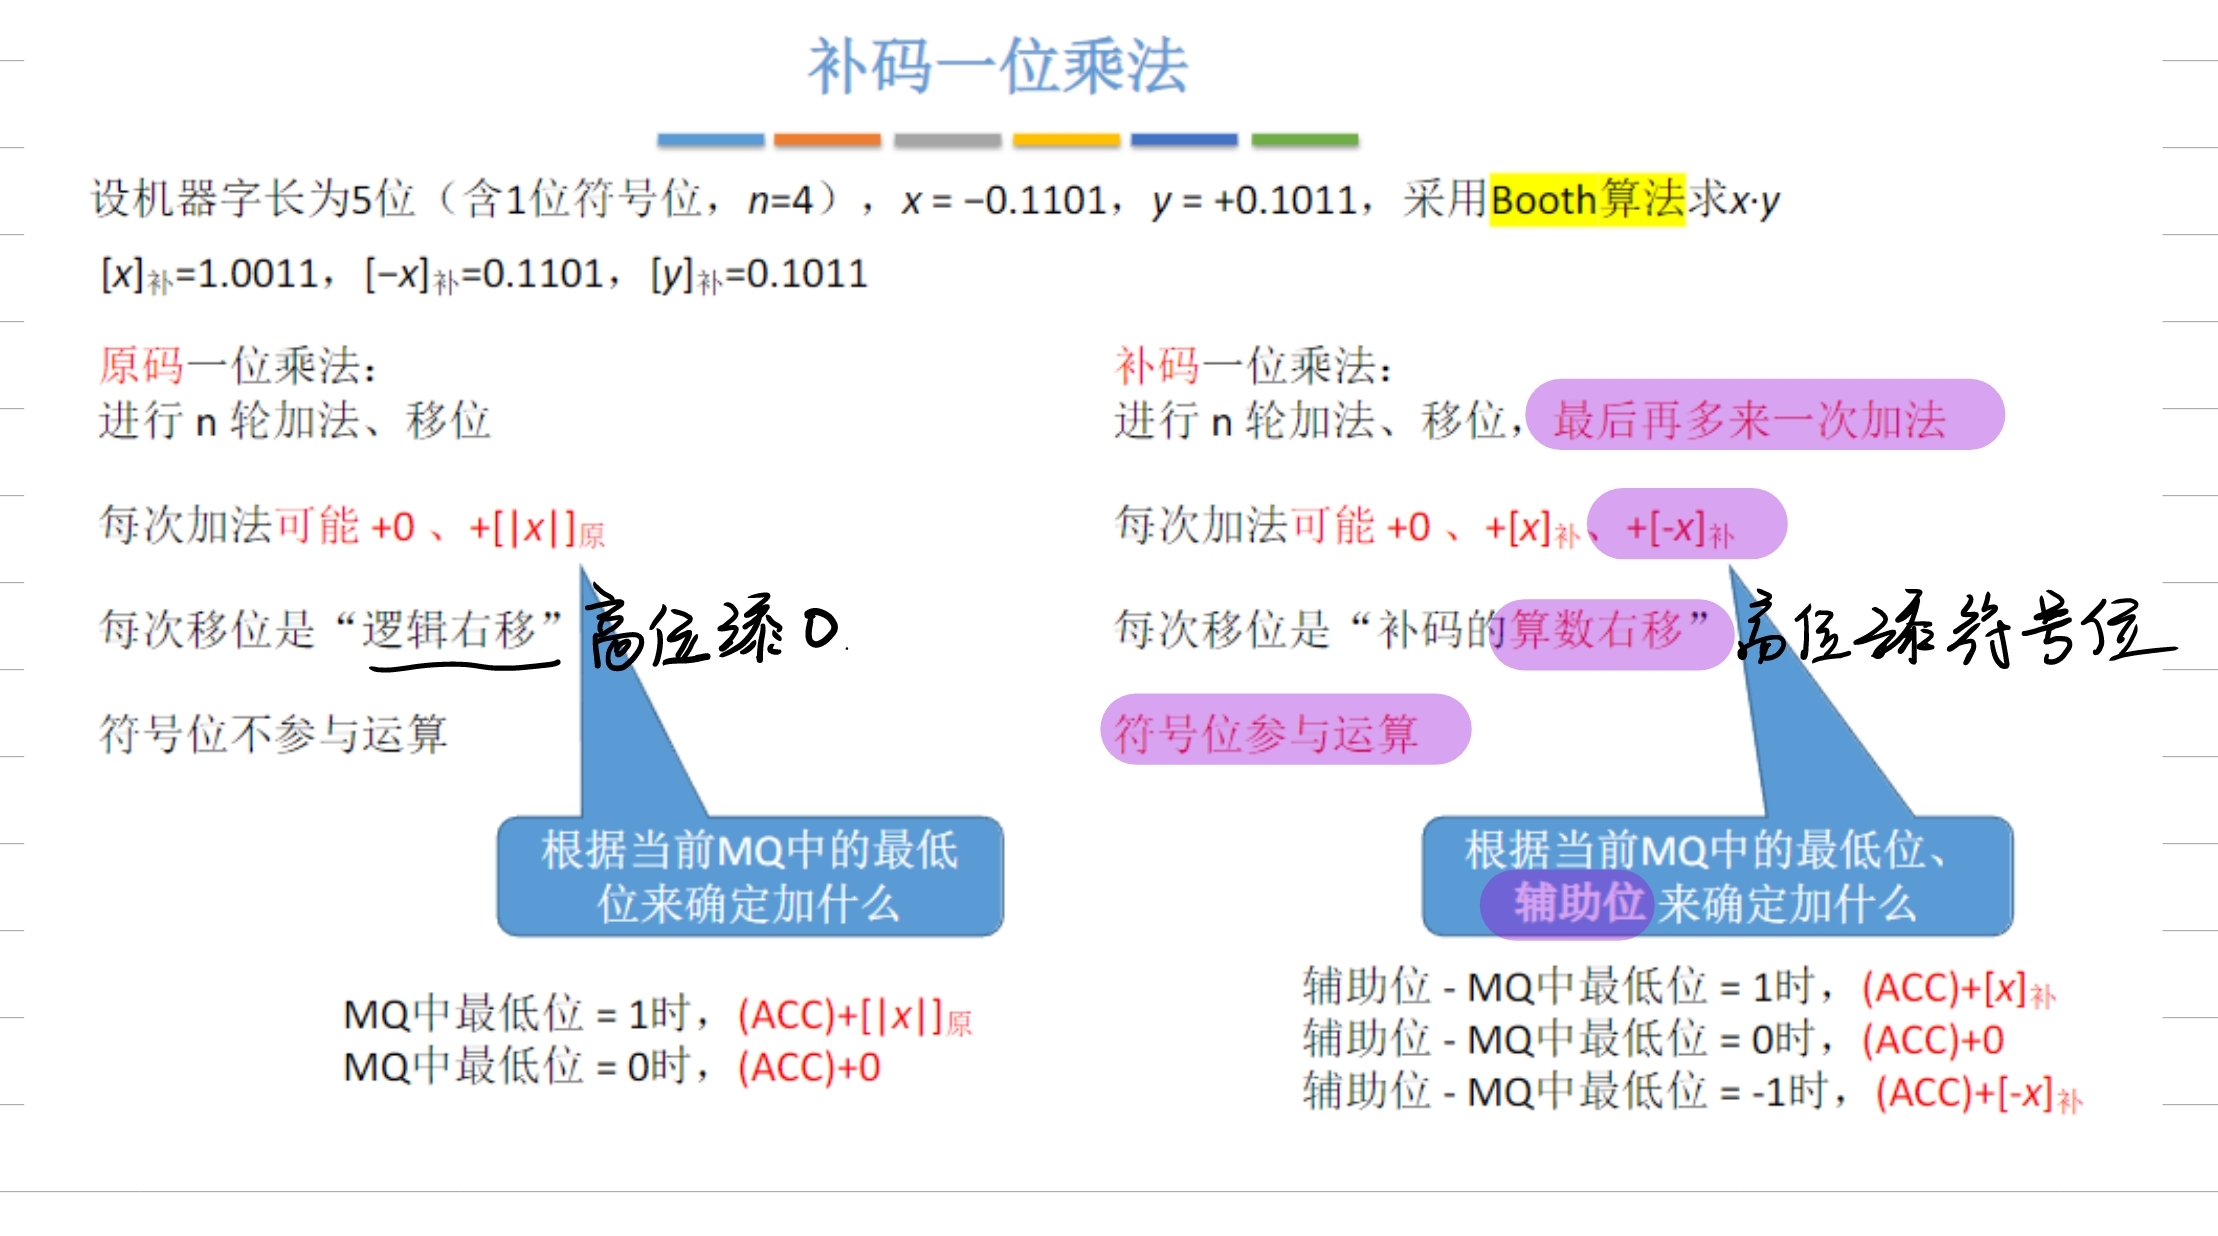 补码一位乘法
设机器字长为5位（含1位符号位，n=4），x = −0.1101，y = +0.1011，采用Booth算法求x·y
[x]补=1.0011，[−x]补=0.1101，[y]补=0.1011
原码一位乘法：
进行 n 轮加法、移位
每次加法可能 +0 、+[|x|]原
每次移位是“逻辑右移” 高位添0.
符号位不参与运算
根据当前MQ中的最低
位来确定加什么
MQ中最低位 = 1时，(ACC)+[|x|]原
MQ中最低位 = 0时，(ACC)+0
补码一位乘法：
进行 n 轮加法、移位，最后再多来一次加法
每次加法可能 +0 、+[x]补、+[-x]补
每次移位是“补码的算数右移” 高位添符号位
符号位参与运算
根据当前MQ中的最低位、
辅助位 来确定加什么
辅助位 - MQ中最低位 = 1时，(ACC)+[x]补
辅助位 - MQ中最低位 = 0时，(ACC)+0
辅助位 - MQ中最低位 = -1时，(ACC)+[-x]补